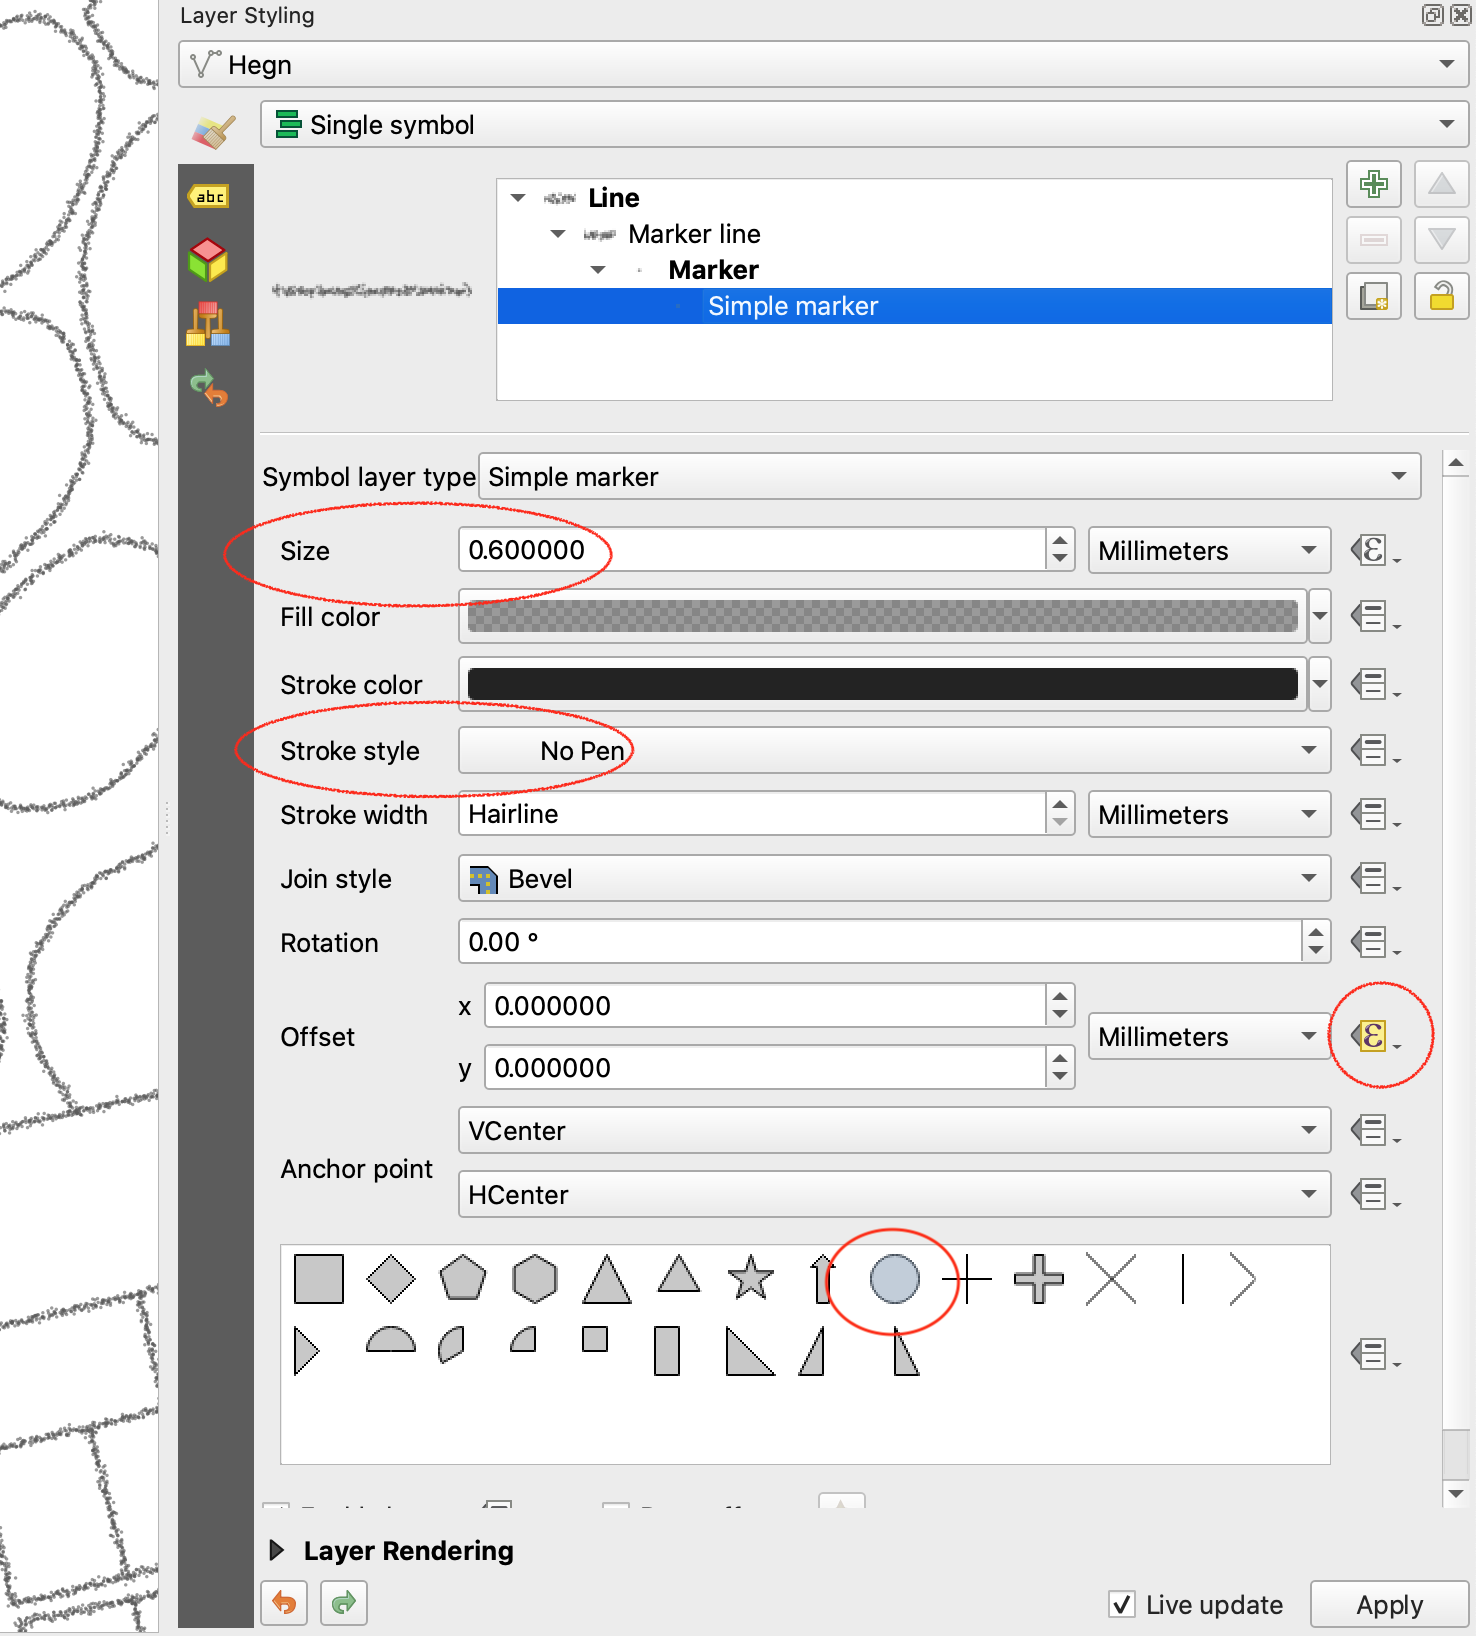 Layer Styling
Hegn
Single symbol
abc
Line
Marker line
Marker
Simple marker
Symbol layer type Simple marker
Size 0.600000 Millimeters
Fill color
Stroke color
Stroke style No Pen
Stroke width Hairline Millimeters
Join style Bevel
Rotation 0.00 °
x 0.000000
Offset Millimeters
y 0.000000
VCenter
Anchor point
HCenter
Layer Rendering
Live update Apply